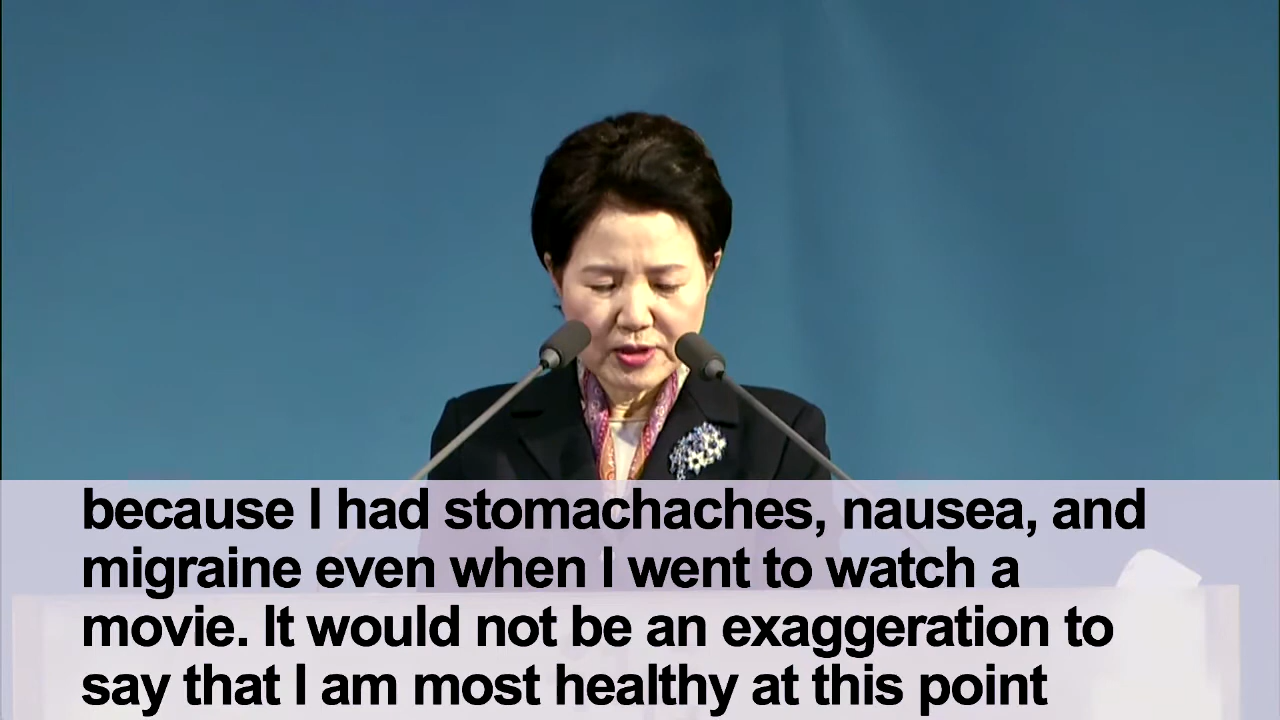 because I had stomachaches, nausea, and
migraine even when I went to watch a
movie. It would not be an exaggeration to
say that I am most healthy at this point